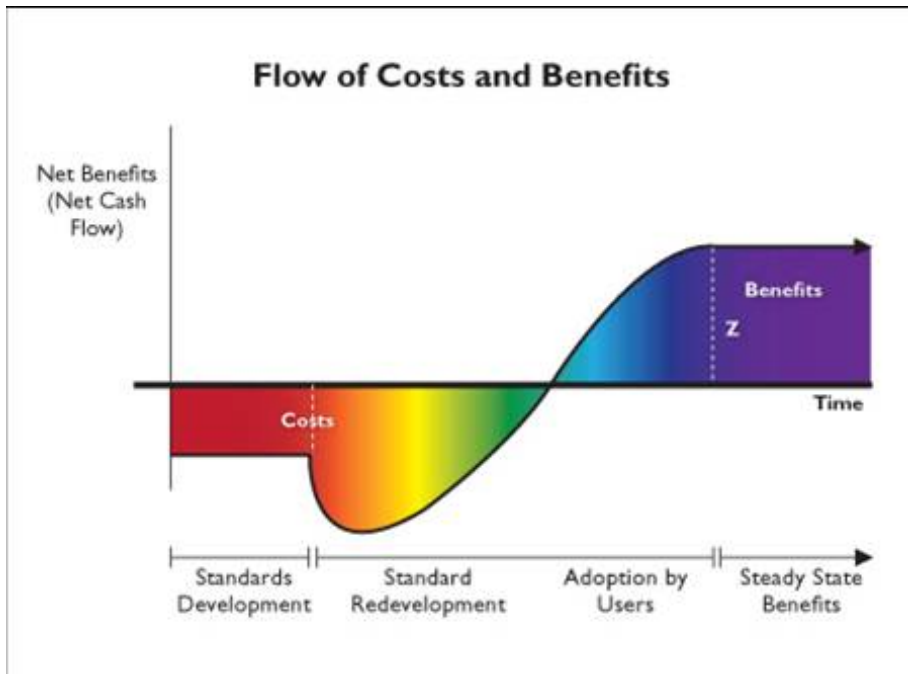 Flow of Costs and Benefits
Net Benefits
(Net Cash
Flow)
Benefits
Z
Time
Costs
Standards
Development
Standard
Redevelopment
Adoption by
Users
Steady State
Benefits